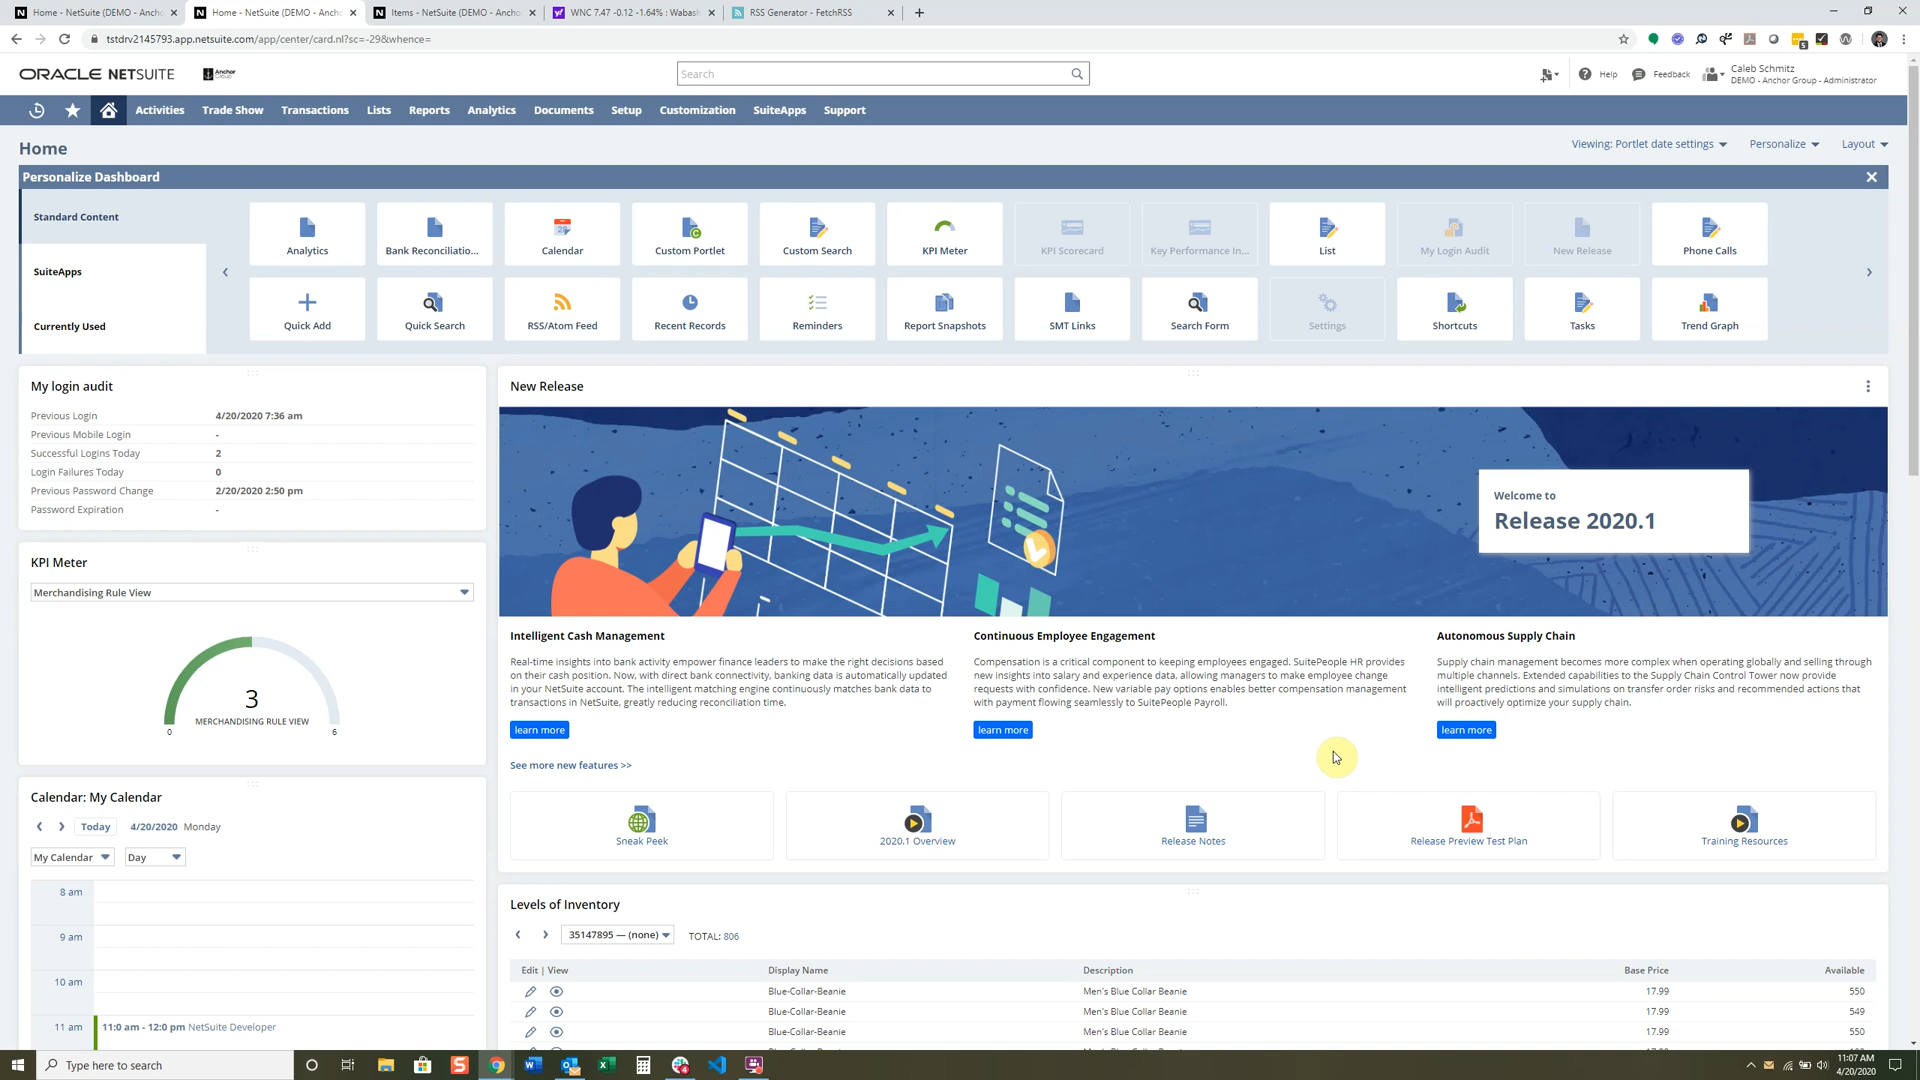 Home - NetSuite (DEMO - Ancho
Home - NetSuite (DEMO - Ancho
Items - NetSuite (DEMO - Anchor
WNC 7.47 -0.12 -1.64% : Wabash
RSS Generator - FetchRSS
tstdrv2145793.app.netsuite.com/app/center/card.nl?sc=-29&whence=
ORACLE NETSUITE
Anchor Group
Search
Help
Feedback
Caleb Schmitz
DEMO - Anchor Group - Administrator
Activities Trade Show Transactions Lists Reports Analytics Documents Setup Customization SuiteApps Support
Home
Viewing: Portlet date settings Personalize Layout
Personalize Dashboard
Standard Content
SuiteApps
Currently Used
Analytics Bank Reconciliatio... Calendar Custom Portlet Custom Search KPI Meter KPI Scorecard Key Performance In... List My Login Audit New Release Phone Calls
Quick Add Quick Search RSS/Atom Feed Recent Records Reminders Report Snapshots SMT Links Search Form Settings Shortcuts Tasks Trend Graph
My login audit
Previous Login 4/20/2020 7:36 am
Previous Mobile Login -
Successful Logins Today 2
Login Failures Today 0
Previous Password Change 2/20/2020 2:50 pm
Password Expiration -
KPI Meter
Merchandising Rule View
3
MERCHANDISING RULE VIEW
0 6
Calendar: My Calendar
Today 4/20/2020 Monday
My Calendar Day
8 am
9 am
10 am
11 am 11:0 am - 12:0 pm NetSuite Developer
New Release
Welcome to
Release 2020.1
Intelligent Cash Management
Real-time insights into bank activity empower finance leaders to make the right decisions based
on their cash position. Now, with direct bank connectivity, banking data is automatically updated
in your NetSuite account. The intelligent matching engine continuously matches bank data to
transactions in NetSuite, greatly reducing reconciliation time.
learn more
Continuous Employee Engagement
Compensation is a critical component to keeping employees engaged. SuitePeople HR provides
new insights into salary and experience data, allowing managers to make employee change
requests with confidence. New variable pay options enables better compensation management
with payment flowing seamlessly to SuitePeople Payroll.
learn more
Autonomous Supply Chain
Supply chain management becomes more complex when operating globally and selling through
multiple channels. Extended capabilities to the Supply Chain Control Tower now provide
intelligent predictions and simulations on transfer order risks and recommended actions that
will proactively optimize your supply chain.
learn more
See more new features >>
Sneak Peek 2020.1 Overview Release Notes Release Preview Test Plan Training Resources
Levels of Inventory
35147895 — (none) TOTAL: 806
Edit | View Display Name Description Base Price Available
Blue-Collar-Beanie Men's Blue Collar Beanie 17.99 550
Blue-Collar-Beanie Men's Blue Collar Beanie 17.99 549
Blue-Collar-Beanie Men's Blue Collar Beanie 17.99 550
Type here to search
11:07 AM
4/20/2020